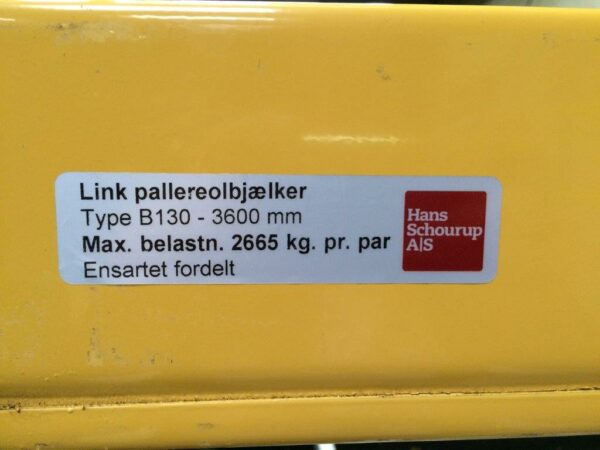 Link pallereolbjælker
Type B130 - 3600 mm
Max. belastn. 2665 kg. pr. par
Ensartet fordelt
Hans
Schourup
A|S